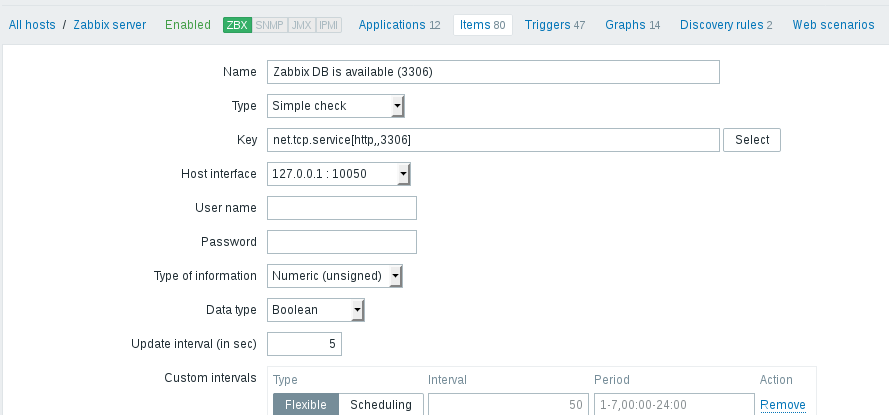 All hosts / Zabbix server Enabled ZBX SNMP JMX IPMI Applications 12 Items 80 Triggers 47 Graphs 14 Discovery rules 2 Web scenarios
Name Zabbix DB is available (3306)
Type Simple check
Key net.tcp.service[http,,3306] Select
Host interface 127.0.0.1 : 10050
User name
Password
Type of information Numeric (unsigned)
Data type Boolean
Update interval (in sec) 5
Custom intervals Type Interval Period Action
Flexible Scheduling 50 1-7,00:00-24:00 Remove